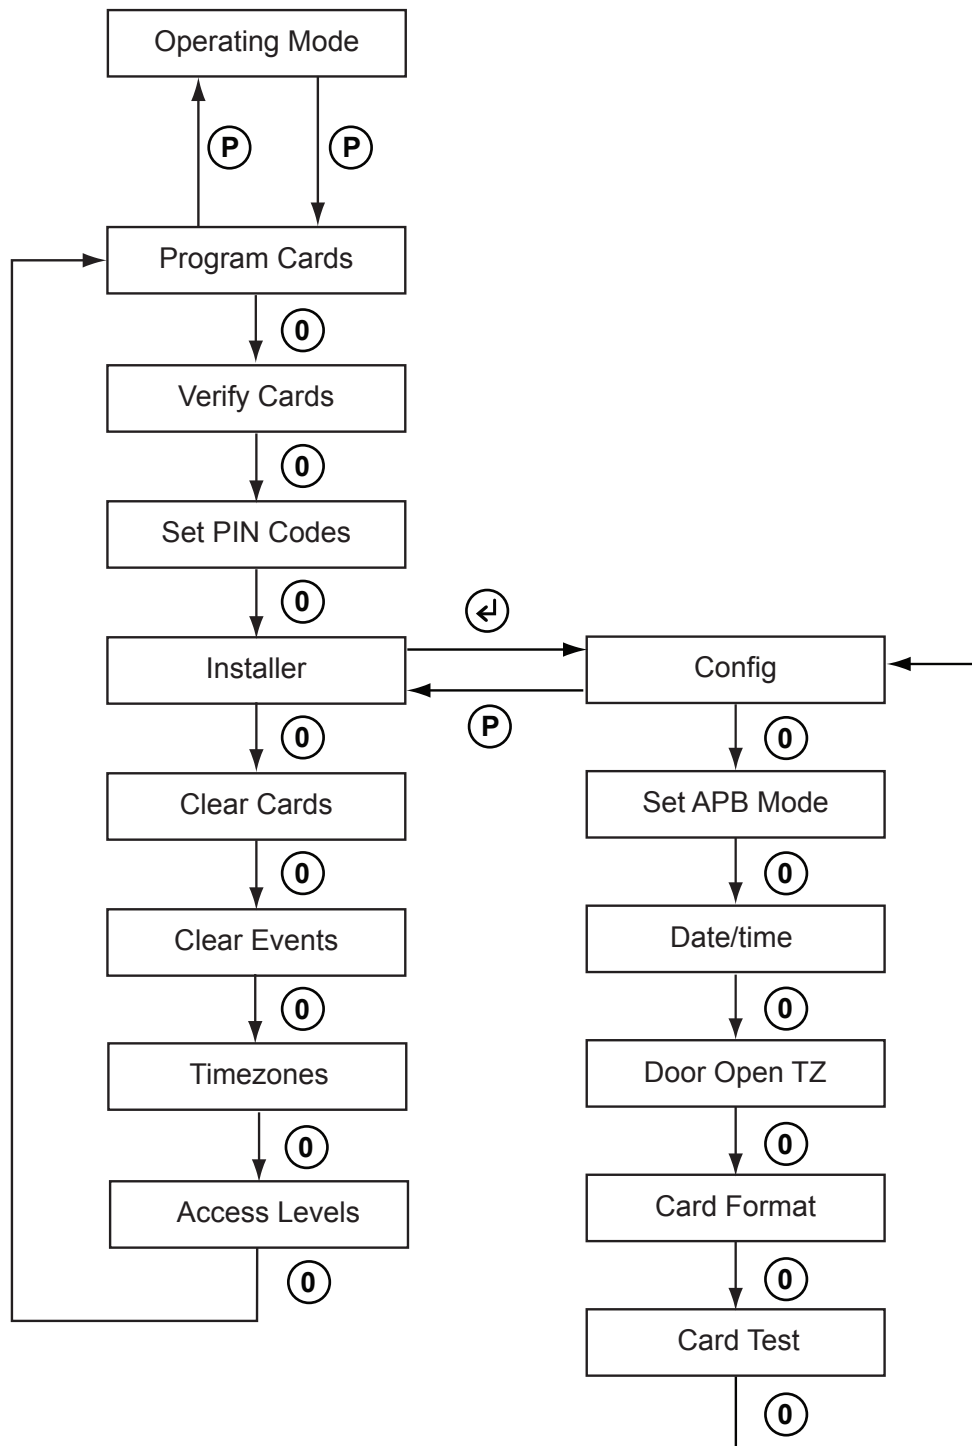 Operating Mode
P
P
Program Cards
0
Verify Cards
0
Set PIN Codes
0
Installer
Config
P
0
0
Clear Cards
Set APB Mode
0
0
Clear Events
Date/time
0
0
Timezones
Door Open TZ
0
0
Access Levels
Card Format
0
0
Card Test
0